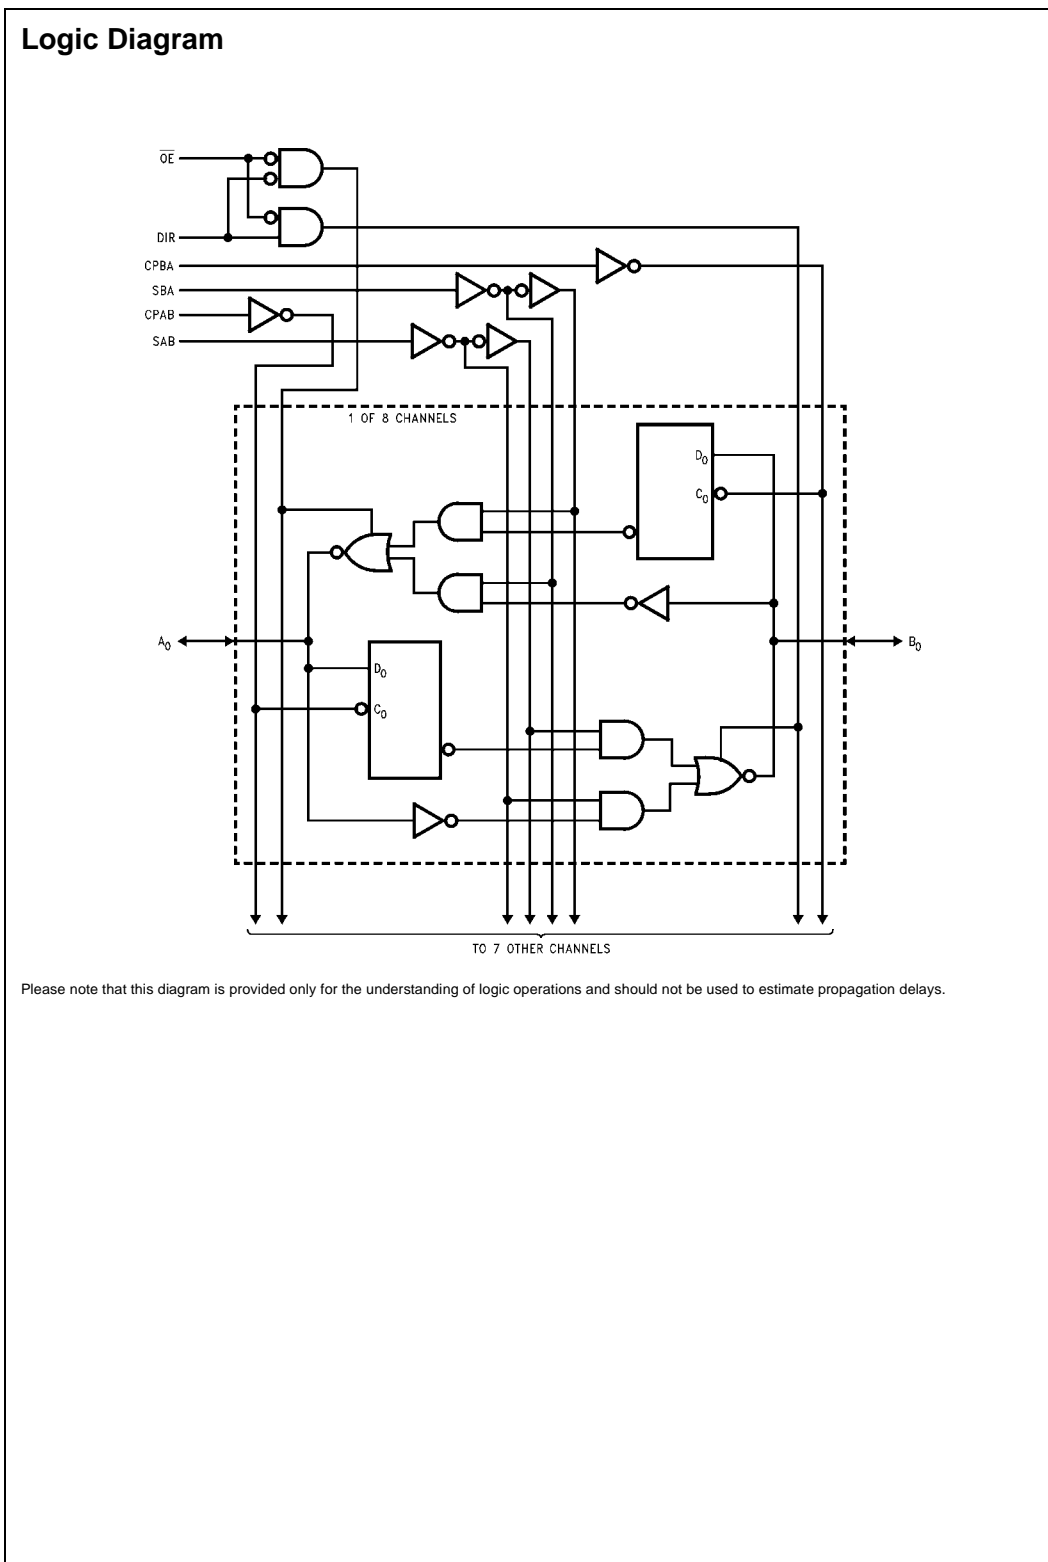 Logic Diagram
OE
DIR
CPBA
SBA
CPAB
SAB
1 OF 8 CHANNELS
D0
C0
A0
B0
D0
C0
TO 7 OTHER CHANNELS
Please note that this diagram is provided only for the understanding of logic operations and should not be used to estimate propagation delays.